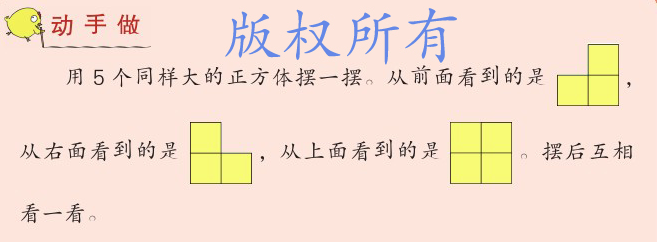 动手做
版权所有
用5个同样大的正方体摆一摆。从前面看到的是 ，
从右面看到的是 ，从上面看到的是 。摆后互相
看一看。